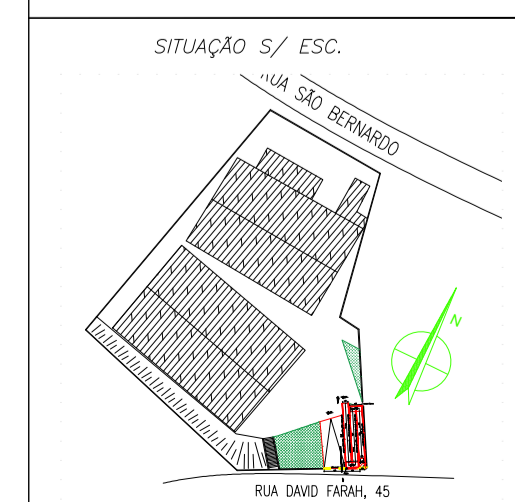 SITUAÇÃO S/ ESC.
RUA SÃO BERNARDO
N
RUA DAVID FARAH, 45